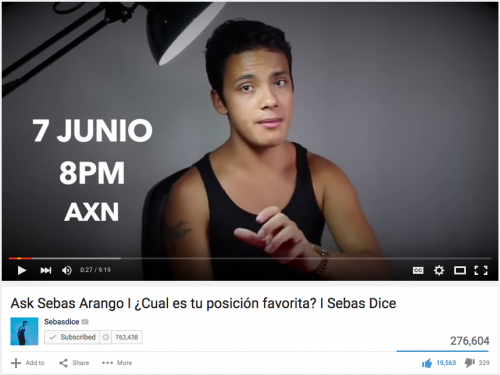 7 JUNIO
8PM
AXN
0:27 / 9:19
CC
Ask Sebas Arango I ¿Cual es tu posición favorita? I Sebas Dice
Sebasdice
Subscribed 763,438
276,604
Add to Share More 19,563 329